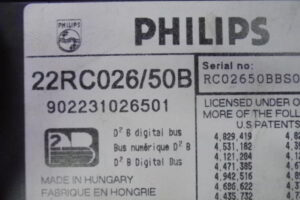 PHILIPS
PHILIPS
22RC026/50B
902231026501
Serial no:
RC02650BBS
D² B digital bus
Bus numérique D² B
D² B Digital Bus
MADE IN HUNGARY
FABRIQUE EN HONGRIE
LICENSED UNDER
MORE OF THE FOLL
U.S PATENTS
4,829,419
4,531,182
4,121,284
4,471,385
4,942,516
4,686,622
4,435,732